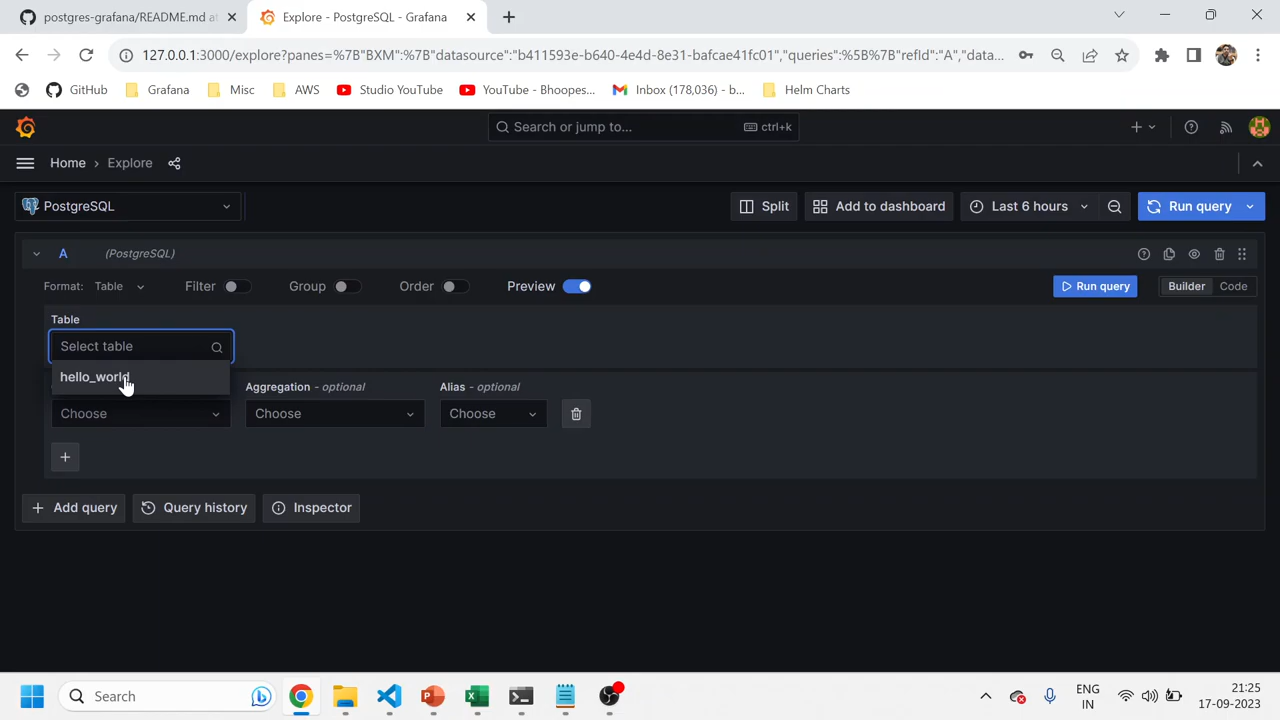 postgres-grafana/README.md at
Explore - PostgreSQL - Grafana
127.0.0.1:3000/explore?panes=%7B"BXM":%7B"datasource":"b411593e-b640-4e4d-8e31-bafcae41fc01","queries":%5B%7B"refId":"A","data...
GitHub
Grafana
Misc
AWS
Studio YouTube
YouTube - Bhoopes...
Inbox (178,036) - b...
Helm Charts
Search or jump to...
ctrl+k
Home
Explore
PostgreSQL
Split
Add to dashboard
Last 6 hours
Run query
A
(PostgreSQL)
Format: Table
Filter
Group
Order
Preview
Run query
Builder
Code
Table
Select table
hello_world
Aggregation - optional
Alias - optional
Choose
Choose
Choose
Add query
Query history
Inspector
Search
ENG
IN
21:25
17-09-2023